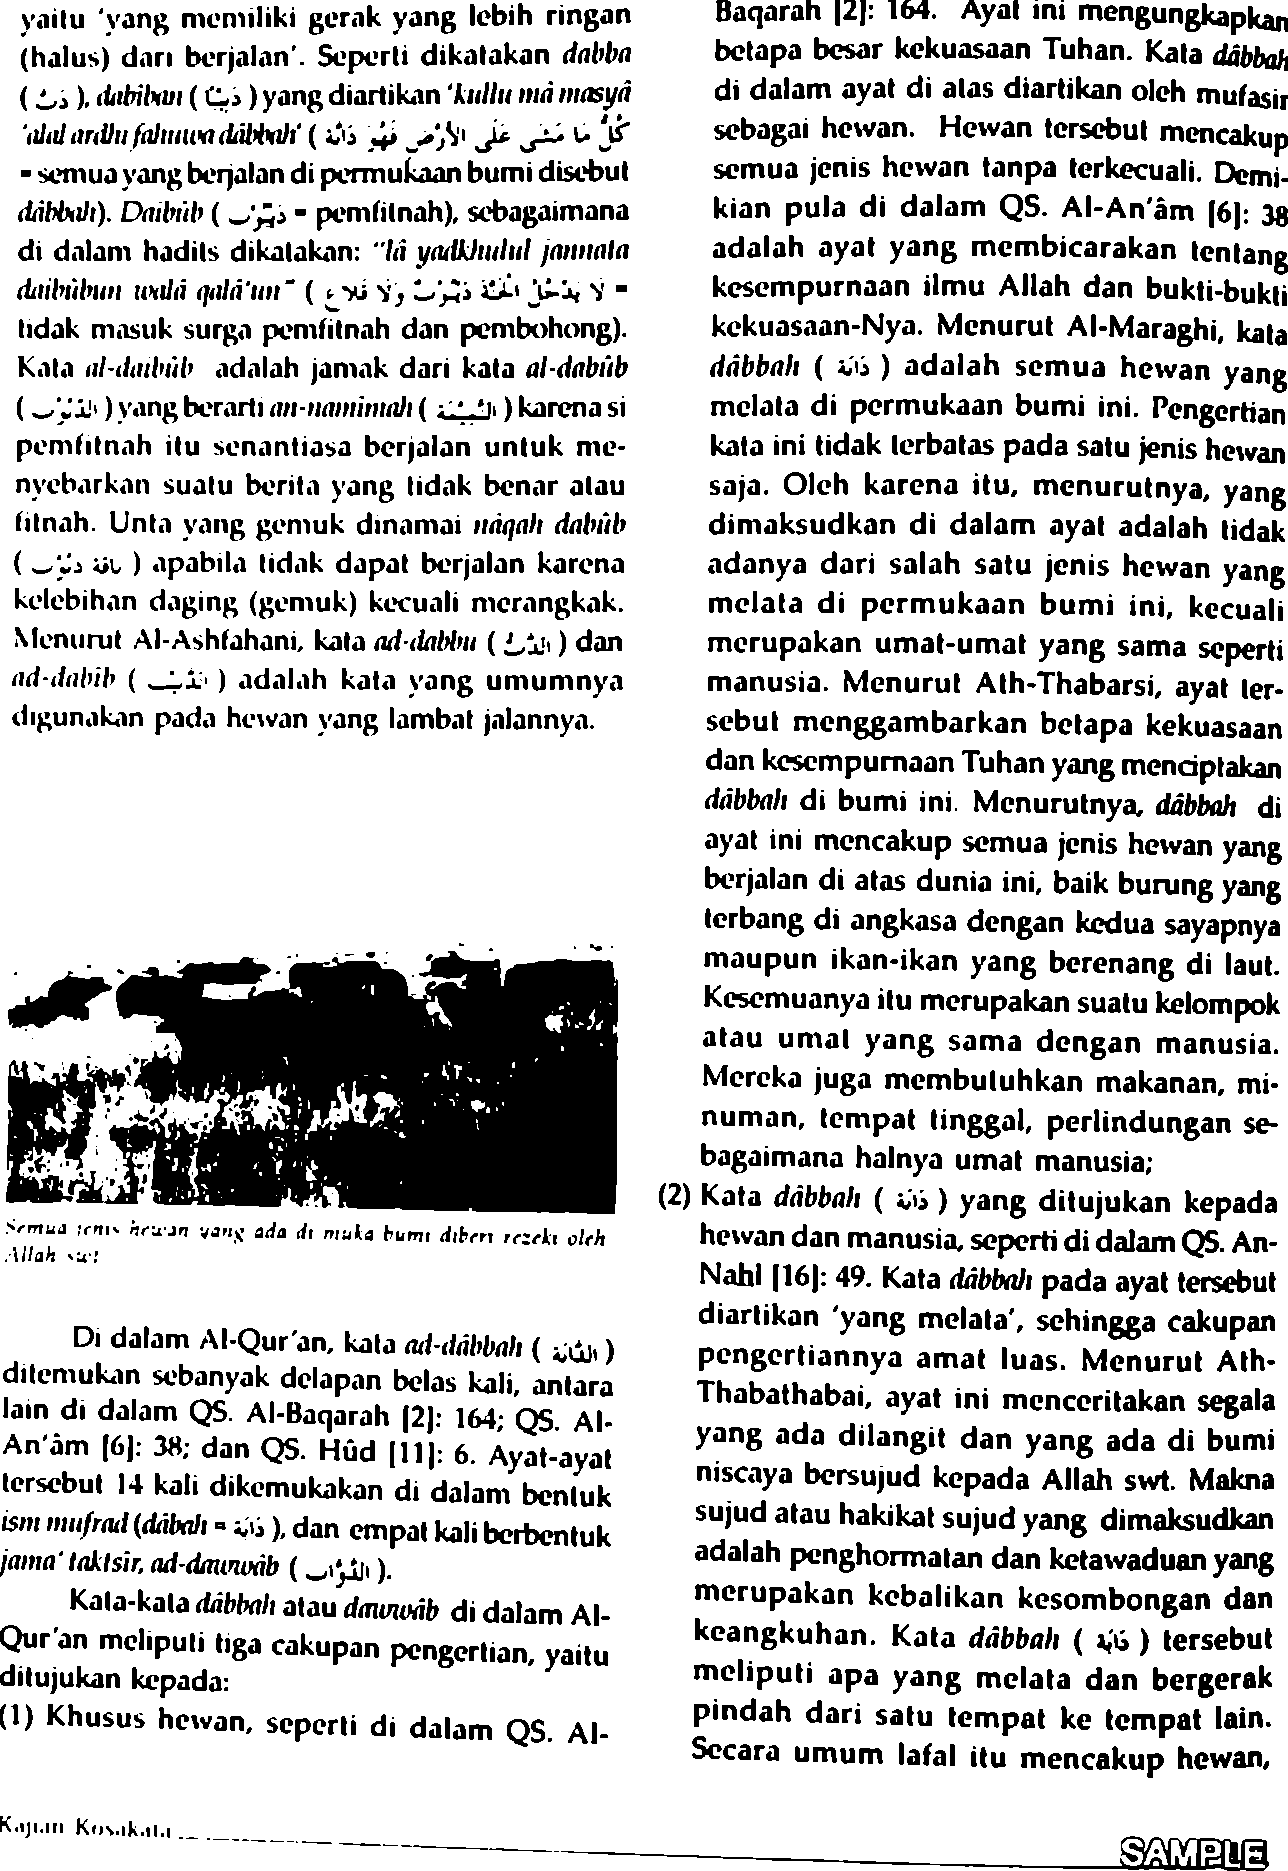 yaitu 'yang memiliki gerak yang lebih ringan
(halus) dari berjalan'. Seperti dikatakan dabba
( دَبَّ ), dabîban ( دَبِيْبًا ) yang diartikan 'kullu mâ masyâ
'alal ardhi fahuwa dâbbah' ( كُلُّ مَا مَشَى عَلَى الأَرْضِ فَهُوَ دَابَّة
= semua yang berjalan di permukaan bumi disebut
dâbbah). Daibûb ( دَيْبُوْب = pemfitnah), sebagaimana
di dalam hadits dikatakan: "lâ yadkhulul jannata
daibûbun walâ qalâ'un" ( لاَ يَدْخُلُ الْجَنَّةَ دَيْبُوْبٌ وَلاَ قَلاَعٌ =
tidak masuk surga pemfitnah dan pembohong).
Kata al-daibûb adalah jamak dari kata al-dabûb
( ) yang berarti an-namimah ( النَّمِيْمَة ) karena si
pemfitnah itu senantiasa berjalan untuk me-
nyebarkan suatu berita yang tidak benar atau
fitnah. Unta yang gemuk dinamai nâqah dabûb
( نَاقَة دَبُوْب ) apabila tidak dapat berjalan karena
kelebihan daging (gemuk) kecuali merangkak.
Menurut Al-Ashfahani, kata ad-dabbu ( الدَّبُّ ) dan
ad-dabîb ( الدَّبِيْب ) adalah kata yang umumnya
digunakan pada hewan yang lambat jalannya.
Semua jenis hewan yang ada di muka bumi diberi rezeki oleh
Allah swt
Di dalam Al-Qur'an, kata ad-dâbbah ( الدَّابَّة )
ditemukan sebanyak delapan belas kali, antara
lain di dalam QS. Al-Baqarah [2]: 164; QS. Al-
An'âm [6]: 38; dan QS. Hûd [11]: 6. Ayat-ayat
tersebut 14 kali dikemukakan di dalam bentuk
ism mufrad (dâbah = دَابَّة ), dan empat kali berbentuk
jama' taktsir, ad-dawwâb ( الدَّوَاب ).
Kata-kata dâbbah atau dawwâb di dalam Al-
Qur'an meliputi tiga cakupan pengertian, yaitu
ditujukan kepada:
(1) Khusus hewan, seperti di dalam QS. Al-
Baqarah [2]: 164. Ayat ini mengungkapkan
betapa besar kekuasaan Tuhan. Kata dâbbah
di dalam ayat di atas diartikan oleh mufasir
sebagai hewan. Hewan tersebut mencakup
semua jenis hewan tanpa terkecuali. Demi-
kian pula di dalam QS. Al-An'âm [6]: 38
adalah ayat yang membicarakan tentang
kesempurnaan ilmu Allah dan bukti-bukti
kekuasaan-Nya. Menurut Al-Maraghi, kata
dâbbah ( دَابَّة ) adalah semua hewan yang
melata di permukaan bumi ini. Pengertian
kata ini tidak terbatas pada satu jenis hewan
saja. Oleh karena itu, menurutnya, yang
dimaksudkan di dalam ayat adalah tidak
adanya dari salah satu jenis hewan yang
melata di permukaan bumi ini, kecuali
merupakan umat-umat yang sama seperti
manusia. Menurut Ath-Thabarsi, ayat ter-
sebut menggambarkan betapa kekuasaan
dan kesempurnaan Tuhan yang menciptakan
dâbbah di bumi ini. Menurutnya, dâbbah di
ayat ini mencakup semua jenis hewan yang
berjalan di atas dunia ini, baik burung yang
terbang di angkasa dengan kedua sayapnya
maupun ikan-ikan yang berenang di laut.
Kesemuanya itu merupakan suatu kelompok
atau umat yang sama dengan manusia.
Mereka juga membutuhkan makanan, mi-
numan, tempat tinggal, perlindungan se-
bagaimana halnya umat manusia;
(2) Kata dâbbah ( دَابَّة ) yang ditujukan kepada
hewan dan manusia, seperti di dalam QS. An-
Nahl [16]: 49. Kata dâbbah pada ayat tersebut
diartikan 'yang melata', sehingga cakupan
pengertiannya amat luas. Menurut Ath-
Thabathabai, ayat ini menceritakan segala
yang ada dilangit dan yang ada di bumi
niscaya bersujud kepada Allah swt. Makna
sujud atau hakikat sujud yang dimaksudkan
adalah penghormatan dan ketawaduan yang
merupakan kebalikan kesombongan dan
keangkuhan. Kata dâbbah ( دَابَّة ) tersebut
meliputi apa yang melata dan bergerak
pindah dari satu tempat ke tempat lain.
Secara umum lafal itu mencakup hewan,
Kajian Kosakata
SAMPLE